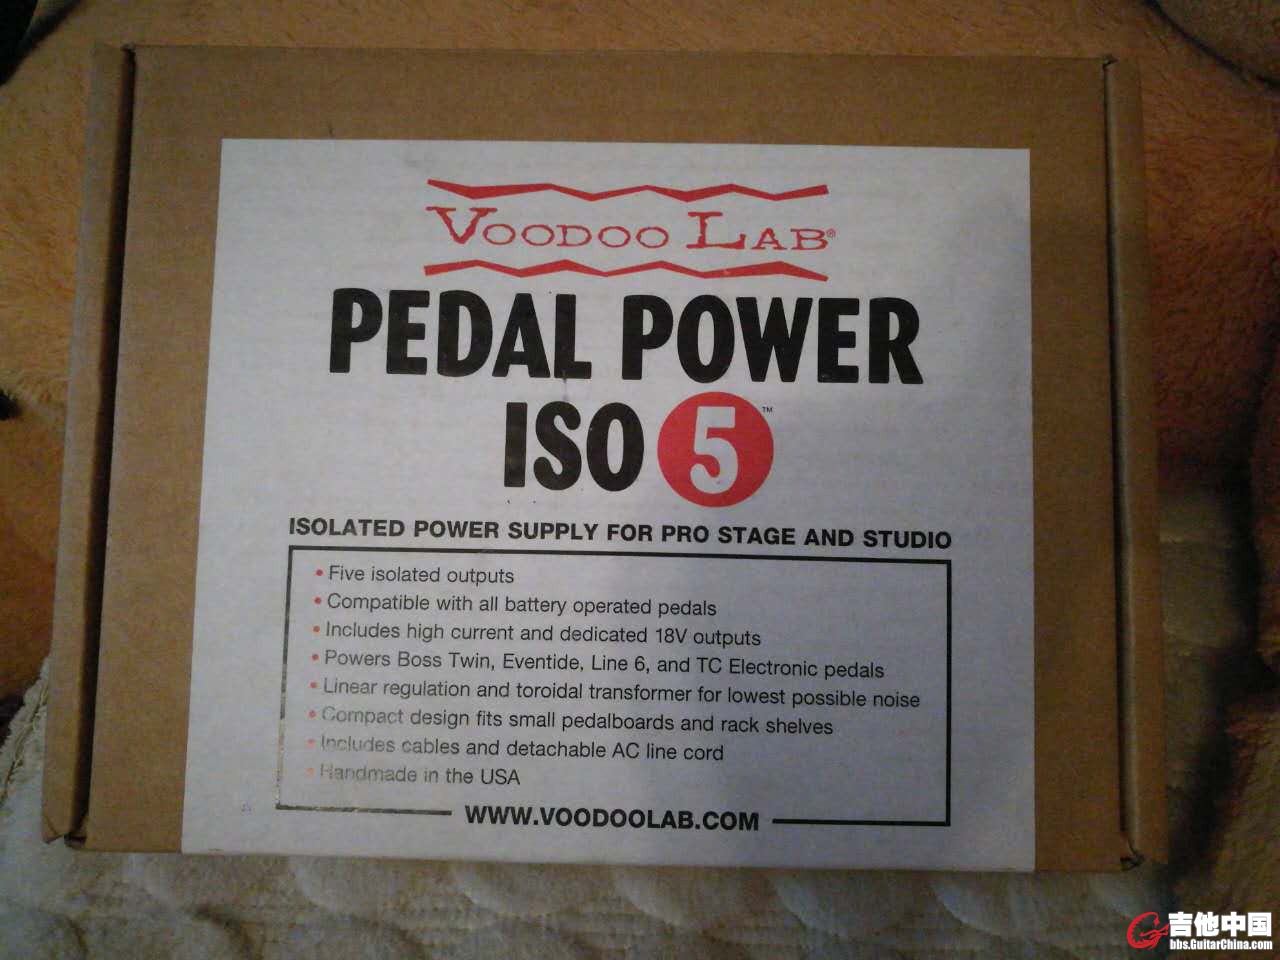 VOODOO LAB®
PEDAL POWER
ISO 5™
ISOLATED POWER SUPPLY FOR PRO STAGE AND STUDIO
• Five isolated outputs
• Compatible with all battery operated pedals
• Includes high current and dedicated 18V outputs
• Powers Boss Twin, Eventide, Line 6, and TC Electronic pedals
• Linear regulation and toroidal transformer for lowest possible noise
• Compact design fits small pedalboards and rack shelves
• Includes cables and detachable AC line cord
• Handmade in the USA
WWW.VOODOOLAB.COM
吉他中国
bbs.GuitarChina.com